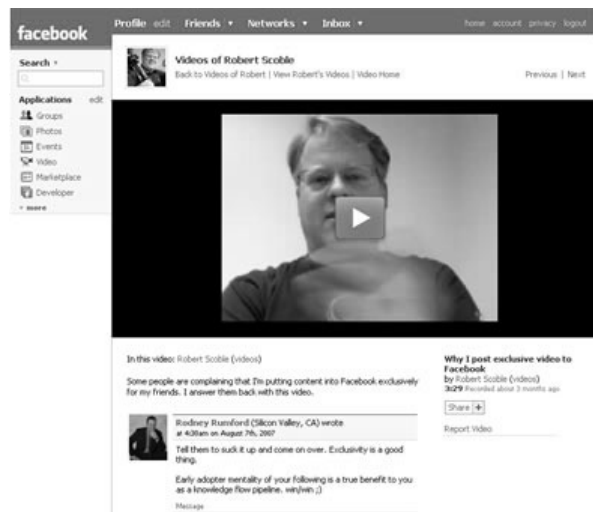 facebook
Profile edit Friends Networks Inbox home account privacy logout
Search
Applications edit
Groups
Photos
Events
Video
Marketplace
Developer
more
Videos of Robert Scoble
Back to Videos of Robert | View Robert's Videos | Video Home
Previous | Next
In this video: Robert Scoble (videos)
Some people are complaining that I'm putting content into Facebook exclusively
for my friends. I answer them back with this video.
Rodney Rumford (Silicon Valley, CA) wrote
at 4:30am on August 7th, 2007
Tell them to suck it up and come on over. Exclusivity is a good
thing.
Early adopter mentality of your following is a true benefit to you
as a knowledge flow pipeline. win/win ;)
Message
Why I post exclusive video to
Facebook
by Robert Scoble (videos)
3:29 Recorded about 3 months ago
Share +
Report Video